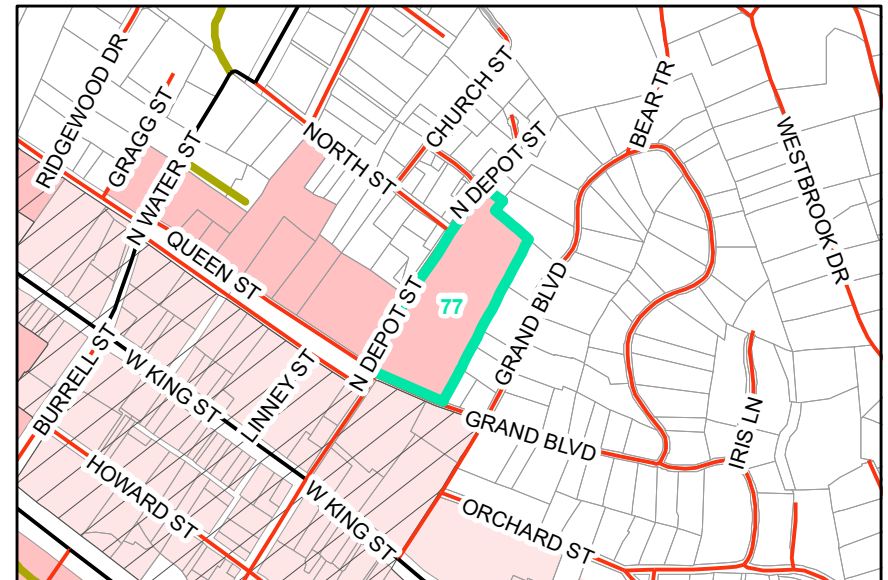 RIDGEWOOD DR
GRAGG ST
N WATER ST
NORTH ST
CHURCH ST
N DEPOT ST
BEAR TR
WESTBROOK DR
QUEEN ST
N DEPOT ST
77
GRAND BLVD
BURRELL ST
W KING ST
LINNEY ST
GRAND BLVD
IRIS LN
HOWARD ST
W KING ST
ORCHARD ST